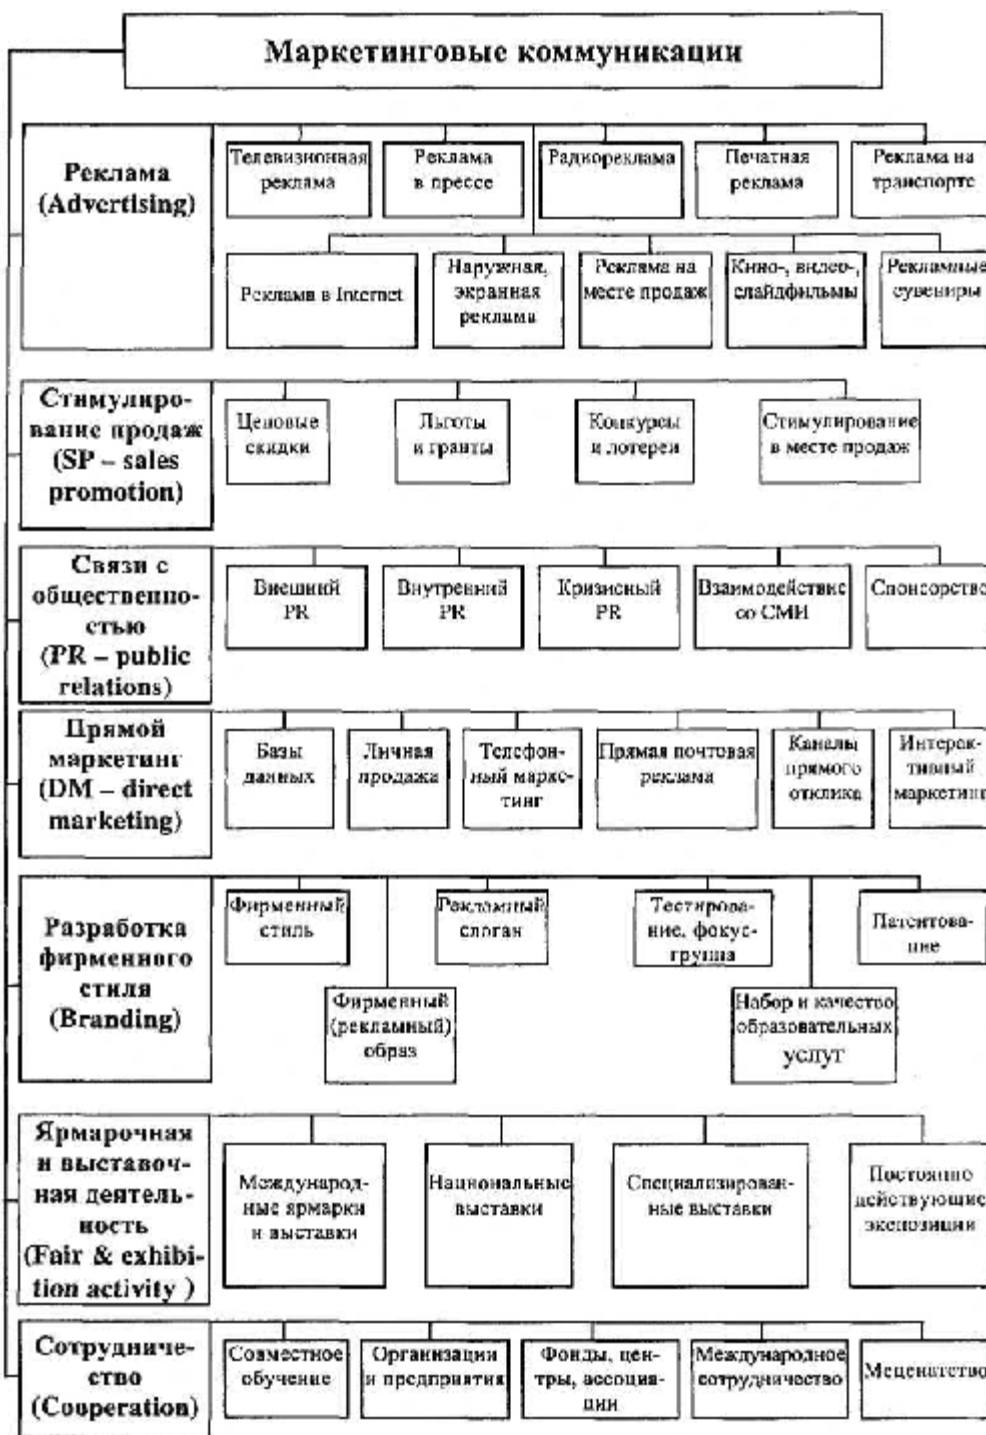 Маркетинговые коммуникации
Реклама
(Advertising)
Телевизионная
реклама
Реклама
в прессе
Радиореклама
Печатная
реклама
Реклама на
транспорте
Реклама в Internet
Наружная,
экранная
реклама
Реклама на
месте продаж
Кино-, видео-,
слайдфильмы
Рекламные
сувениры
Стимулиро-
вание продаж
(SP – sales
promotion)
Ценовые
скидки
Льготы
и гранты
Конкурсы
и лотереи
Стимулирование
в месте продаж
Связи с
общественно-
стью
(PR – public
relations)
Внешний
PR
Внутренний
PR
Кризисный
PR
Взаимодействие
со СМИ
Спонсорство
Прямой
маркетинг
(DM – direct
marketing)
Базы
данных
Личная
продажа
Телефон-
ный марке-
тинг
Прямая почтовая
реклама
Каналы
прямого
отклика
Интерак-
тивный
маркетинг
Разработка
фирменного
стиля
(Branding)
Фирменный
стиль
Рекламный
слоган
Тестирова-
ние, фокус-
группа
Патентова-
ние
Фирменный
(рекламный)
образ
Набор и качество
образовательных
услуг
Ярмарочная
и выставоч-
ная деятель-
ность
(Fair & exhibi-
tion activity )
Международ-
ные ярмарки
и выставки
Национальные
выставки
Специализирован-
ные выставки
Постоянно
действующие
экспозиции
Сотрудниче-
ство
(Cooperation)
Совместное
обучение
Организации
и предприятия
Фонды, цен-
тры, ассоциа-
ции
Международное
сотрудничество
Меценатство